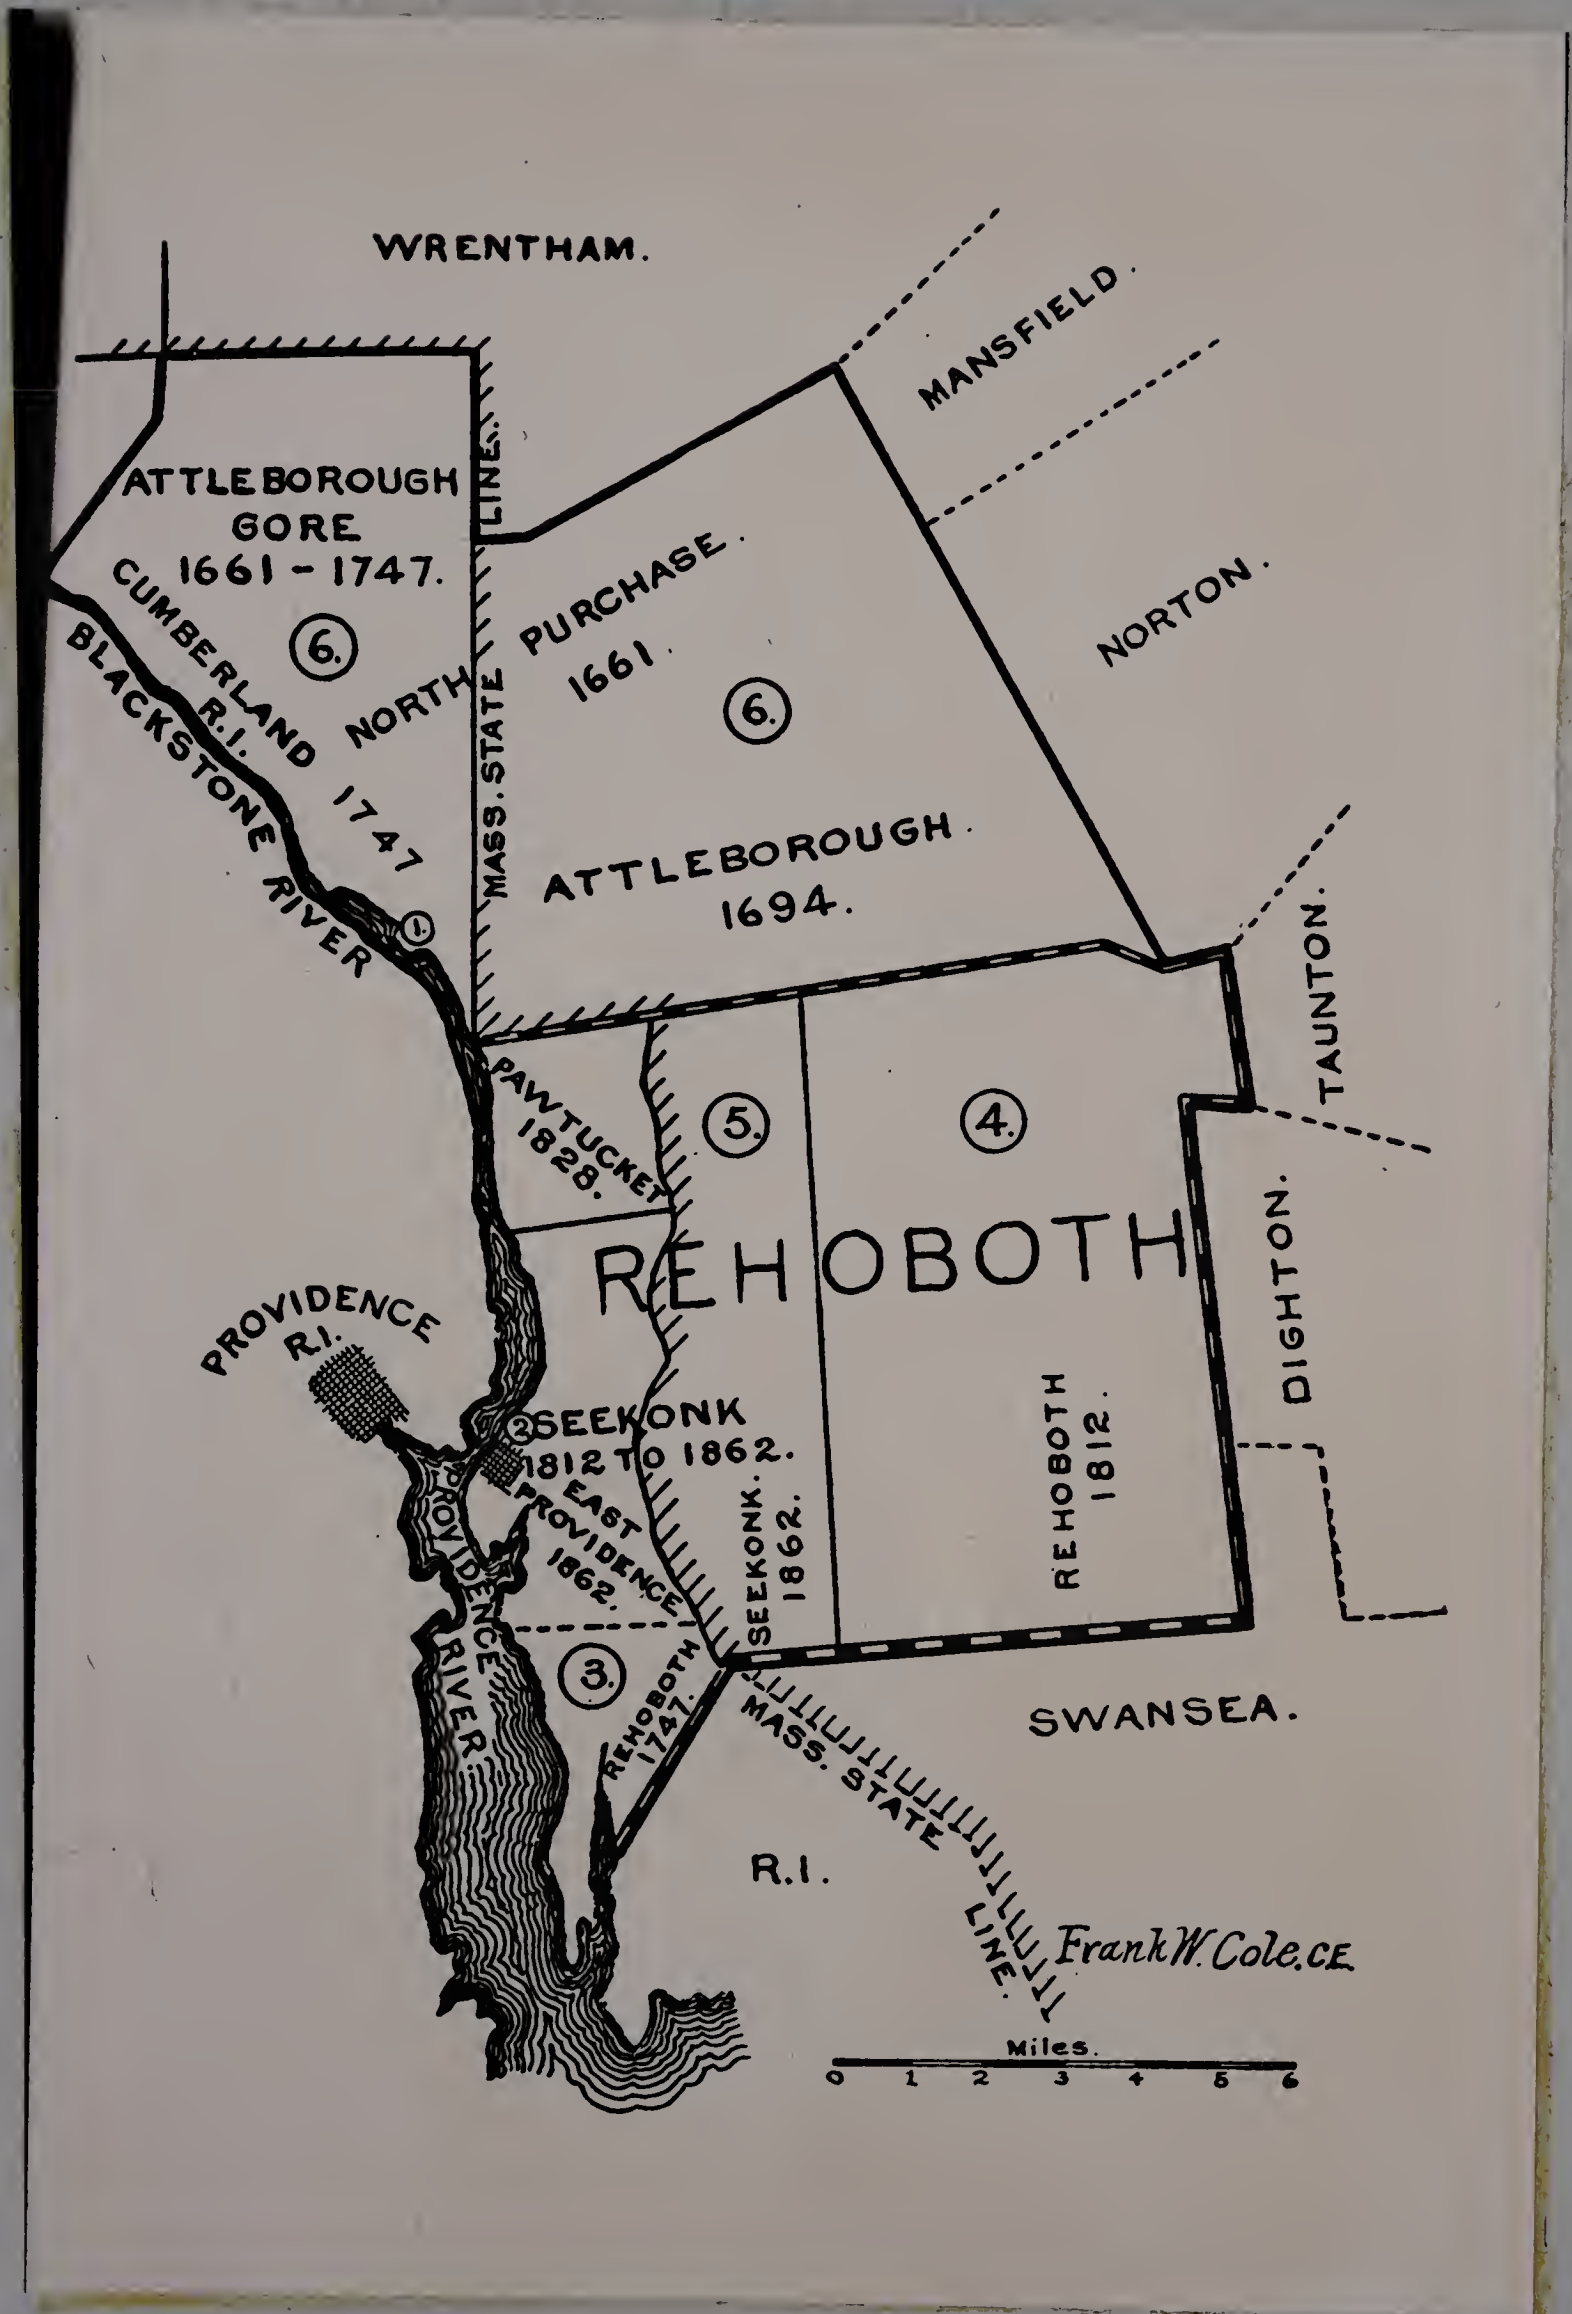 WRENTHAM.
MANSFIELD.
LINE.
ATTLEBOROUGH
GORE
1661-1747.
CUMBERLAND
R.I.
1747
6.
BLACKSTONE RIVER
NORTH PURCHASE.
1661.
6.
NORTON.
MASS. STATE
ATTLEBOROUGH.
1694.
1.
TAUNTON.
PAWTUCKET
1828.
5.
4.
REHOBOTH
DIGHTON.
PROVIDENCE
R.I.
2 SEEKONK
1812 TO 1862.
EAST
PROVIDENCE
1862.
SEEKONK.
1862.
REHOBOTH
1812.
PROVIDENCE
RIVER.
3.
REHOBOTH
1747.
SWANSEA.
MASS. STATE
LINE.
R.I.
Frank W. Cole. C.E.
Miles.
0 1 2 3 4 5 6